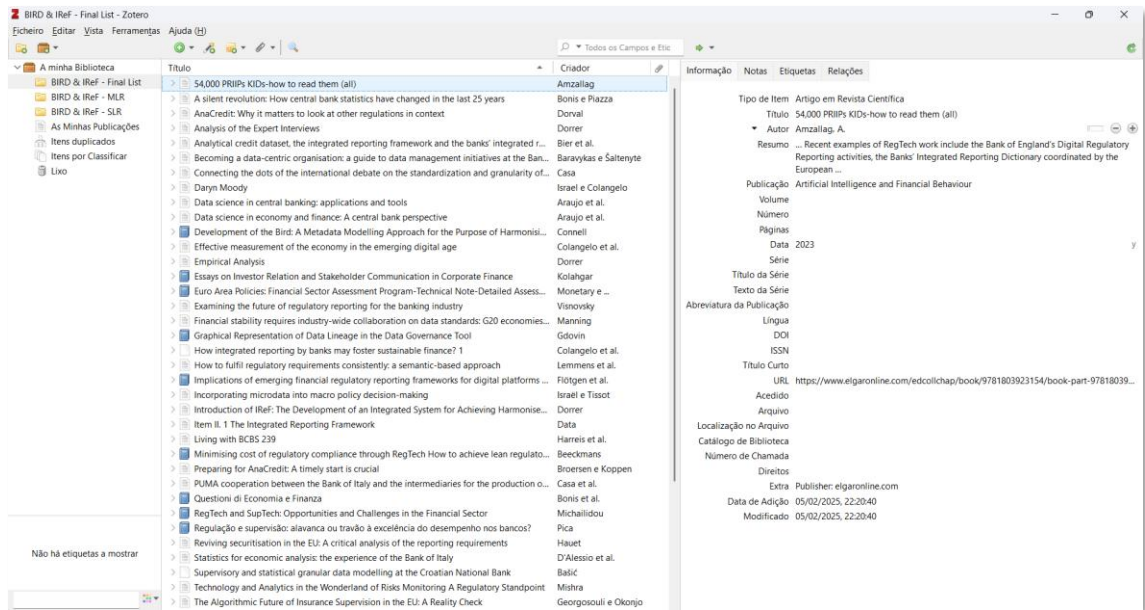 BIRD & IReF - Final List - Zotero
Ficheiro Editar Vista Ferramentas Ajuda (H)
Todos os Campos e Etiq
A minha Biblioteca
BIRD & IReF - Final List
BIRD & IReF - MLR
BIRD & IReF - SLR
As Minhas Publicações
Itens duplicados
Itens por Classificar
Lixo
Não há etiquetas a mostrar
Título Criador
54,000 PRIIPs KIDs-how to read them (all) Amzallag
A silent revolution: How central bank statistics have changed in the last 25 years Bonis e Piazza
AnaCredit: Why it matters to look at other regulations in context Dorval
Analysis of the Expert Interviews Dorrer
Analytical credit dataset, the integrated reporting framework and the banks' integrated r... Bier et al.
Becoming a data-centric organisation: a guide to data management initiatives at the Ban... Baravykas e Šaltenytė
Connecting the dots of the international debate on the standardization and granularity of... Casa
Daryn Moody Israel e Colangelo
Data science in central banking: applications and tools Araujo et al.
Data science in economy and finance: A central bank perspective Araujo et al.
Development of the Bird: A Metadata Modelling Approach for the Purpose of Harmonisi... Connell
Effective measurement of the economy in the emerging digital age Colangelo et al.
Empirical Analysis Dorrer
Essays on Investor Relation and Stakeholder Communication in Corporate Finance Kolahgar
Euro Area Policies: Financial Sector Assessment Program-Technical Note-Detailed Assess... Monetary e ...
Examining the future of regulatory reporting for the banking industry Visnovsky
Financial stability requires industry-wide collaboration on data standards: G20 economies... Manning
Graphical Representation of Data Lineage in the Data Governance Tool Gdovin
How integrated reporting by banks may foster sustainable finance? 1 Colangelo et al.
How to fulfil regulatory requirements consistently: a semantic-based approach Lemmens et al.
Implications of emerging financial regulatory reporting frameworks for digital platforms ... Flötgen et al.
Incorporating microdata into macro policy decision-making Israël e Tissot
Introduction of IReF: The Development of an Integrated System for Achieving Harmonise... Dorrer
Item II. 1 The Integrated Reporting Framework Data
Living with BCBS 239 Harreis et al.
Minimising cost of regulatory compliance through RegTech How to achieve lean regulato... Beeckmans
Preparing for AnaCredit: A timely start is crucial Broersen e Koppen
PUMA cooperation between the Bank of Italy and the intermediaries for the production o... Casa et al.
Questioni di Economia e Finanza Bonis et al.
RegTech and SupTech: Opportunities and Challenges in the Financial Sector Michailidou
Regulação e supervisão: alavanca ou travão à excelência do desempenho nos bancos? Pica
Reviving securitisation in the EU: A critical analysis of the reporting requirements Hauet
Statistics for economic analysis: the experience of the Bank of Italy D'Alessio et al.
Supervisory and statistical granular data modelling at the Croatian National Bank Bašić
Technology and Analytics in the Wonderland of Risks Monitoring A Regulatory Standpoint Mishra
The Algorithmic Future of Insurance Supervision in the EU: A Reality Check Georgosouli e Okonjo
Informação Notas Etiquetas Relações
Tipo de Item Artigo em Revista Científica
Título 54,000 PRIIPs KIDs-how to read them (all)
Autor Amzallag, A.
Resumo ... Recent examples of RegTech work include the Bank of England's Digital Regulatory
Reporting activities, the Banks' Integrated Reporting Dictionary coordinated by the
European ...
Publicação Artificial Intelligence and Financial Behaviour
Volume
Número
Páginas
Data 2023 y
Série
Título da Série
Texto da Série
Abreviatura da Publicação
Língua
DOI
ISSN
Título Curto
URL https://www.elgaronline.com/edcollchap/book/9781803923154/book-part-97818039...
Acedido
Arquivo
Localização no Arquivo
Catálogo de Biblioteca
Número de Chamada
Direitos
Extra Publisher: elgaronline.com
Data de Adição 05/02/2025, 22:20:40
Modificado 05/02/2025, 22:20:40